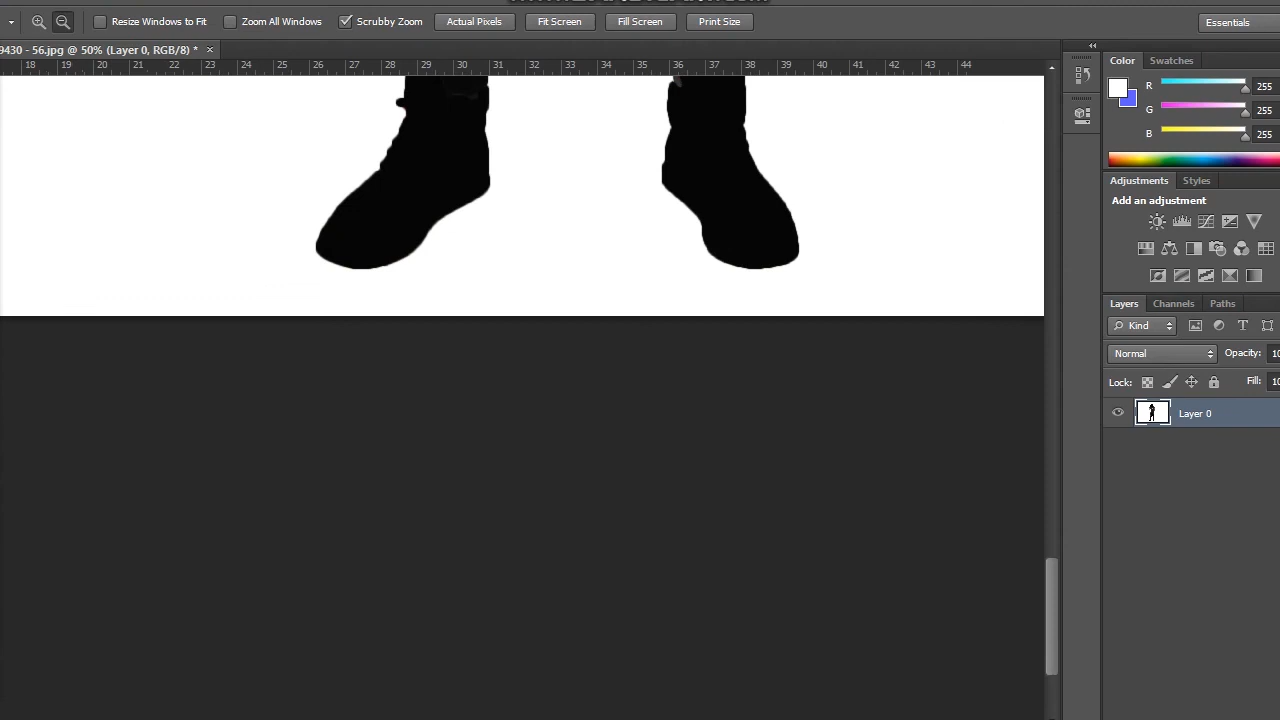 Resize Windows to Fit Zoom All Windows Scrubby Zoom Actual Pixels Fit Screen Fill Screen Print Size Essentials
9430 - 56.jpg @ 50% (Layer 0, RGB/8) * ×
18 19 20 21 22 23 24 25 26 27 28 29 30 31 32 33 34 35 36 37 38 39 40 41 42 43 44
Color Swatches
R 255
G 255
B 255
Adjustments Styles
Add an adjustment
Layers Channels Paths
Kind
Normal Opacity: 10
Lock: Fill: 10
Layer 0